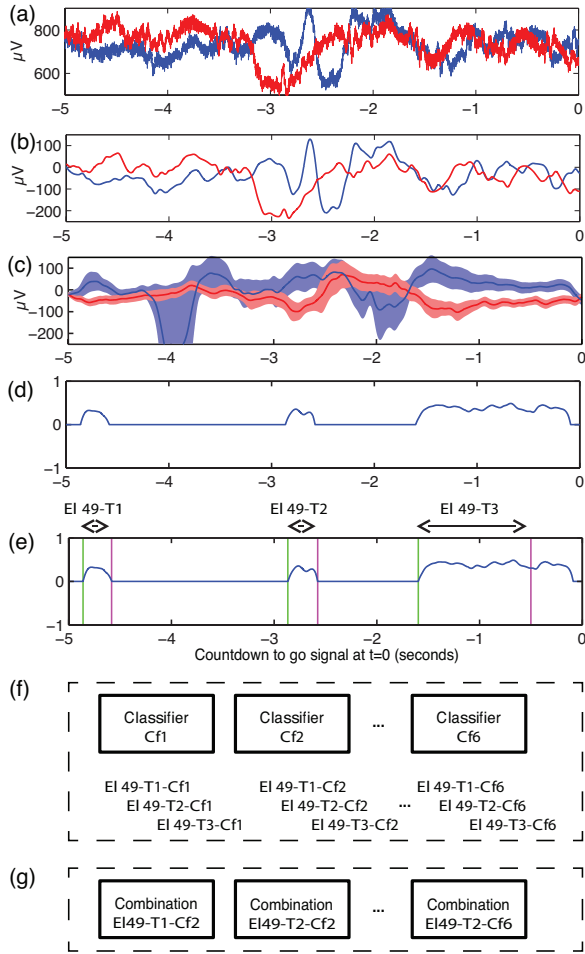 (a)
800
600
µV
-5 -4 -3 -2 -1 0
(b)
100
0
-100
-200
µV
-5 -4 -3 -2 -1 0
(c)
100
0
-100
-200
µV
-5 -4 -3 -2 -1 0
(d)
1
0
-1
-5 -4 -3 -2 -1 0
El 49-T1 El 49-T2 El 49-T3
(e)
1
0
-1
-5 -4 -3 -2 -1 0
Countdown to go signal at t=0 (seconds)
(f)
Classifier Classifier ... Classifier
Cf1 Cf2 Cf6
El 49-T1-Cf1 El 49-T1-Cf2 El 49-T1-Cf6
El 49-T2-Cf1 El 49-T2-Cf2 ... El 49-T2-Cf6
El 49-T3-Cf1 El 49-T3-Cf2 El 49-T3-Cf6
(g)
Combination Combination ... Combination
El49-T1-Cf2 El49-T2-Cf2 El49-T2-Cf6